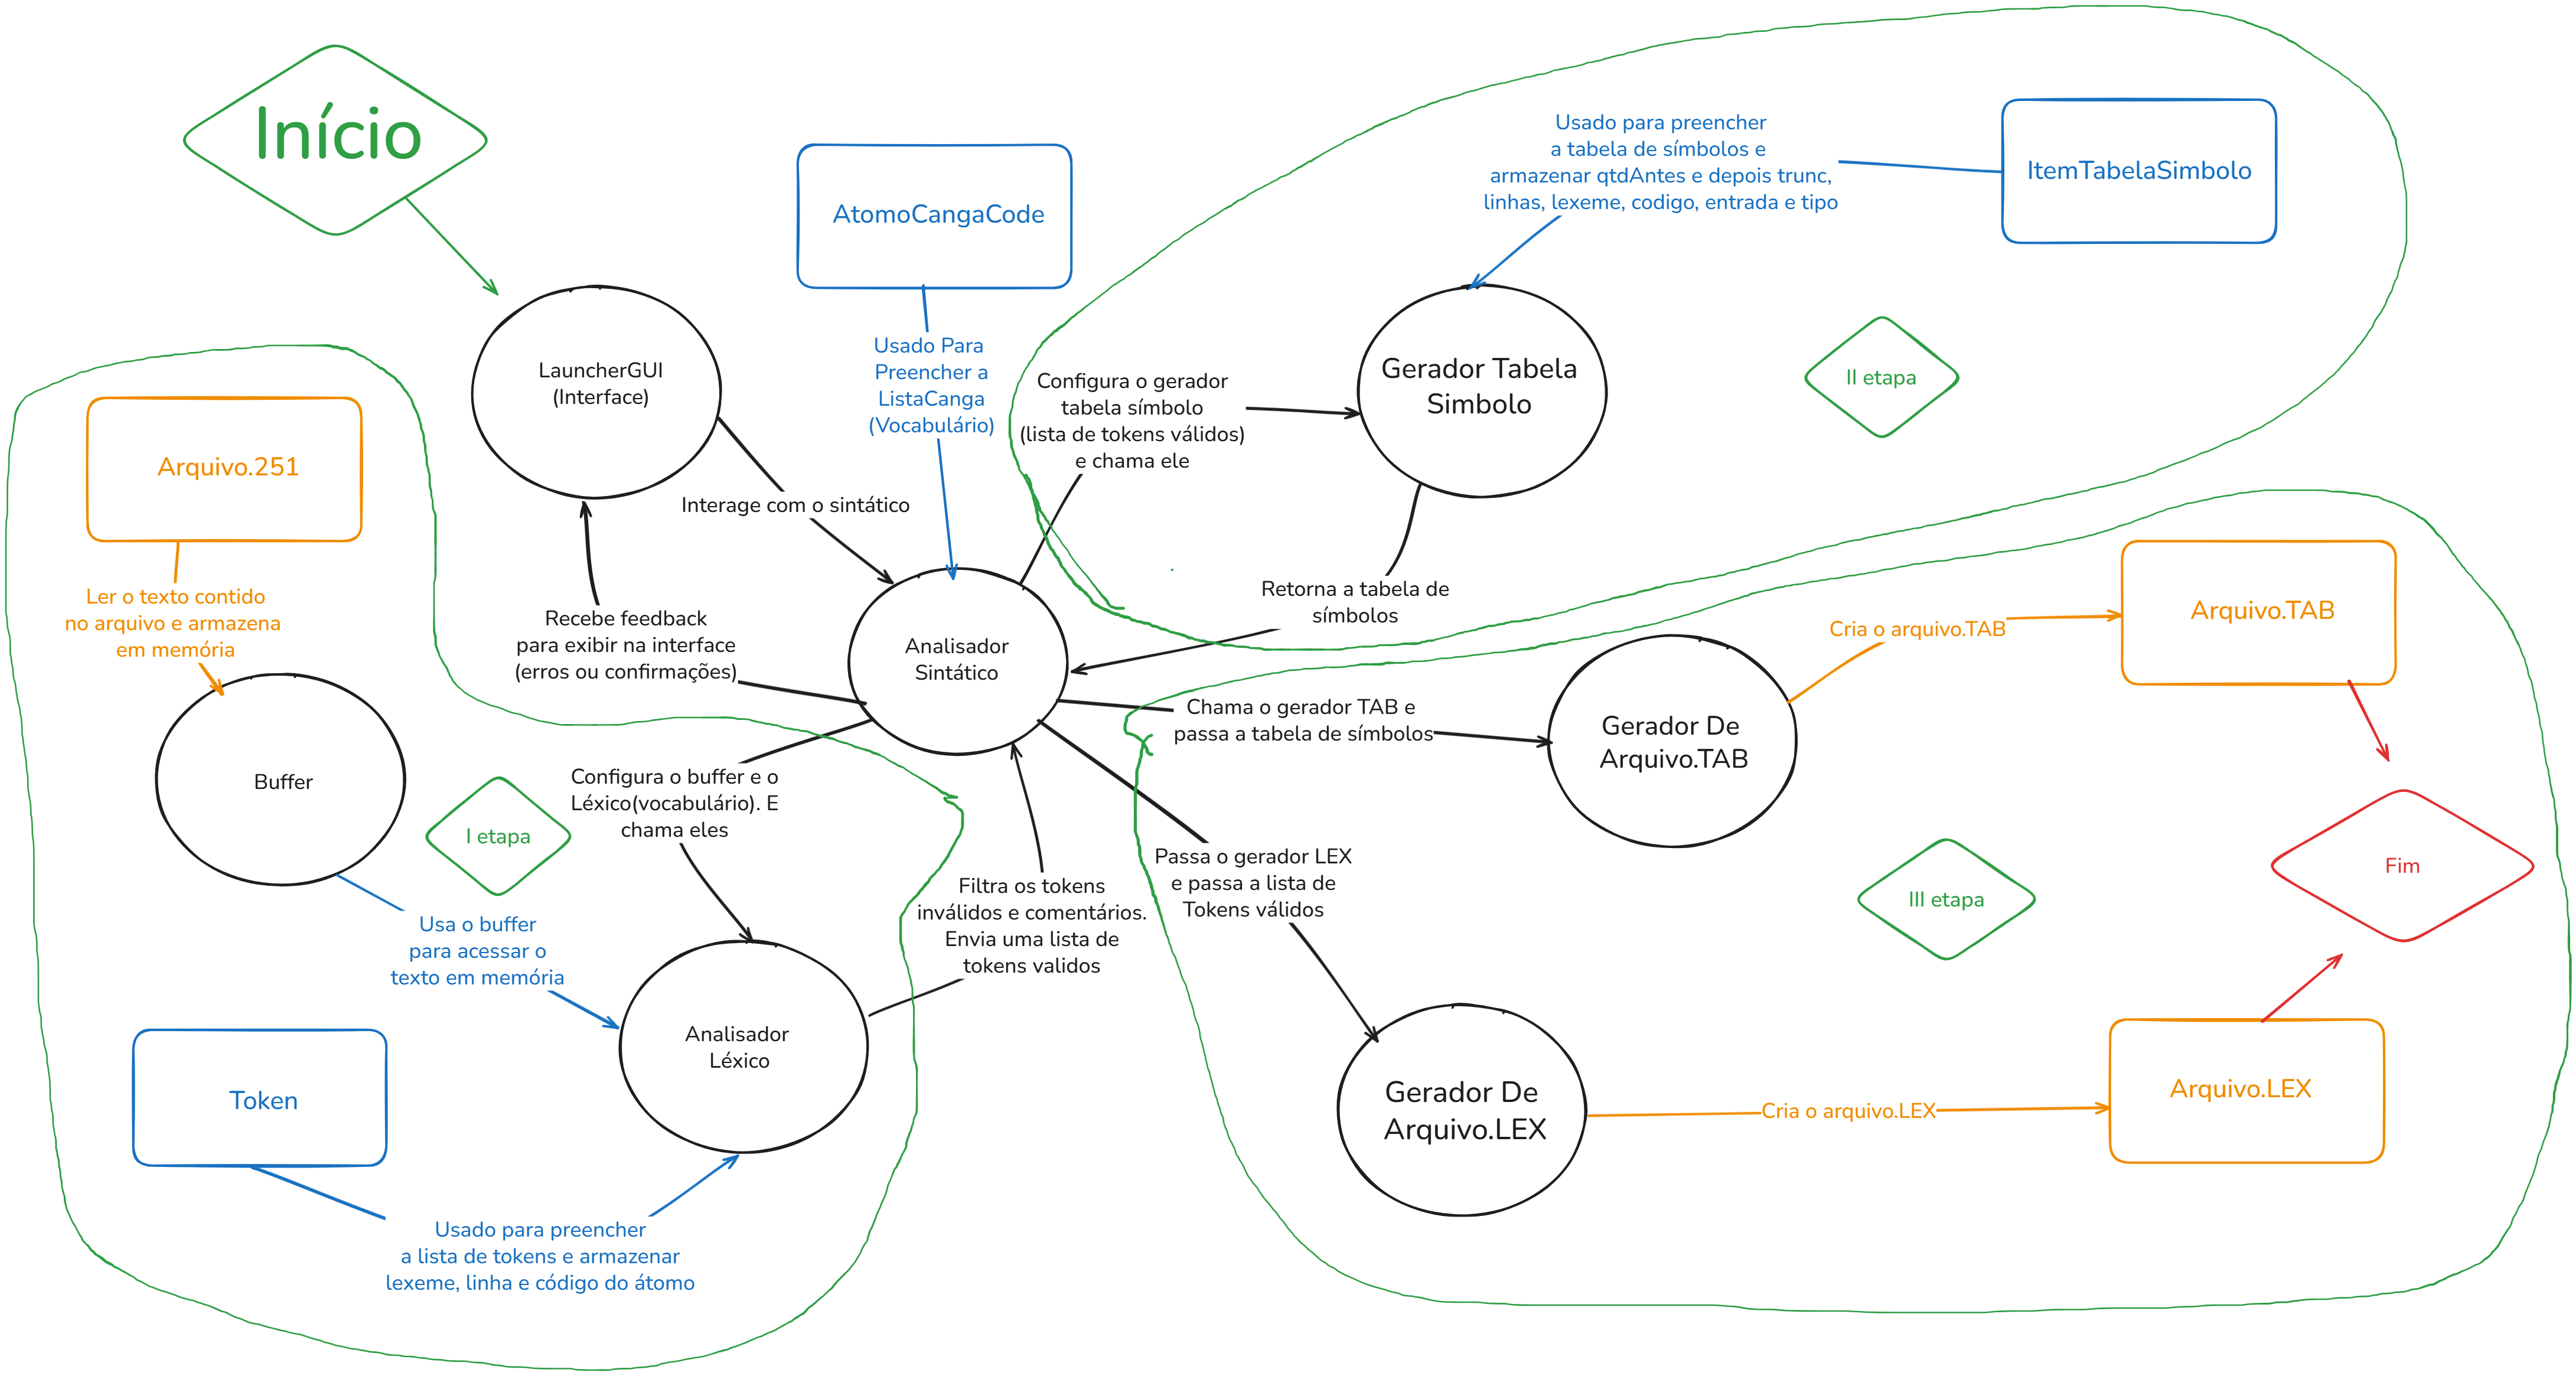 Início
AtomoCangaCode
Usado para preencher
a tabela de símbolos e
armazenar qtdAntes e depois trunc,
linhas, lexeme, codigo, entrada e tipo
ItemTabelaSimbolo
LauncherGUI
(Interface)
Usado Para
Preencher a
ListaCanga
(Vocabulário)
Configura o gerador
tabela símbolo
(lista de tokens válidos)
e chama ele
Gerador Tabela
Simbolo
II etapa
Arquivo.251
Interage com o sintático
Ler o texto contido
no arquivo e armazena
em memória
Recebe feedback
para exibir na interface
(erros ou confirmações)
Analisador
Sintático
Retorna a tabela de
símbolos
Cria o arquivo.TAB
Arquivo.TAB
Chama o gerador TAB e
passa a tabela de símbolos
Gerador De
Arquivo.TAB
Buffer
I etapa
Configura o buffer e o
Léxico(vocabulário). E
chama eles
Filtra os tokens
inválidos e comentários.
Envia uma lista de
tokens validos
Passa o gerador LEX
e passa a lista de
Tokens válidos
III etapa
Fim
Usa o buffer
para acessar o
texto em memória
Analisador
Léxico
Token
Gerador De
Arquivo.LEX
Cria o arquivo.LEX
Arquivo.LEX
Usado para preencher
a lista de tokens e armazenar
lexeme, linha e código do átomo